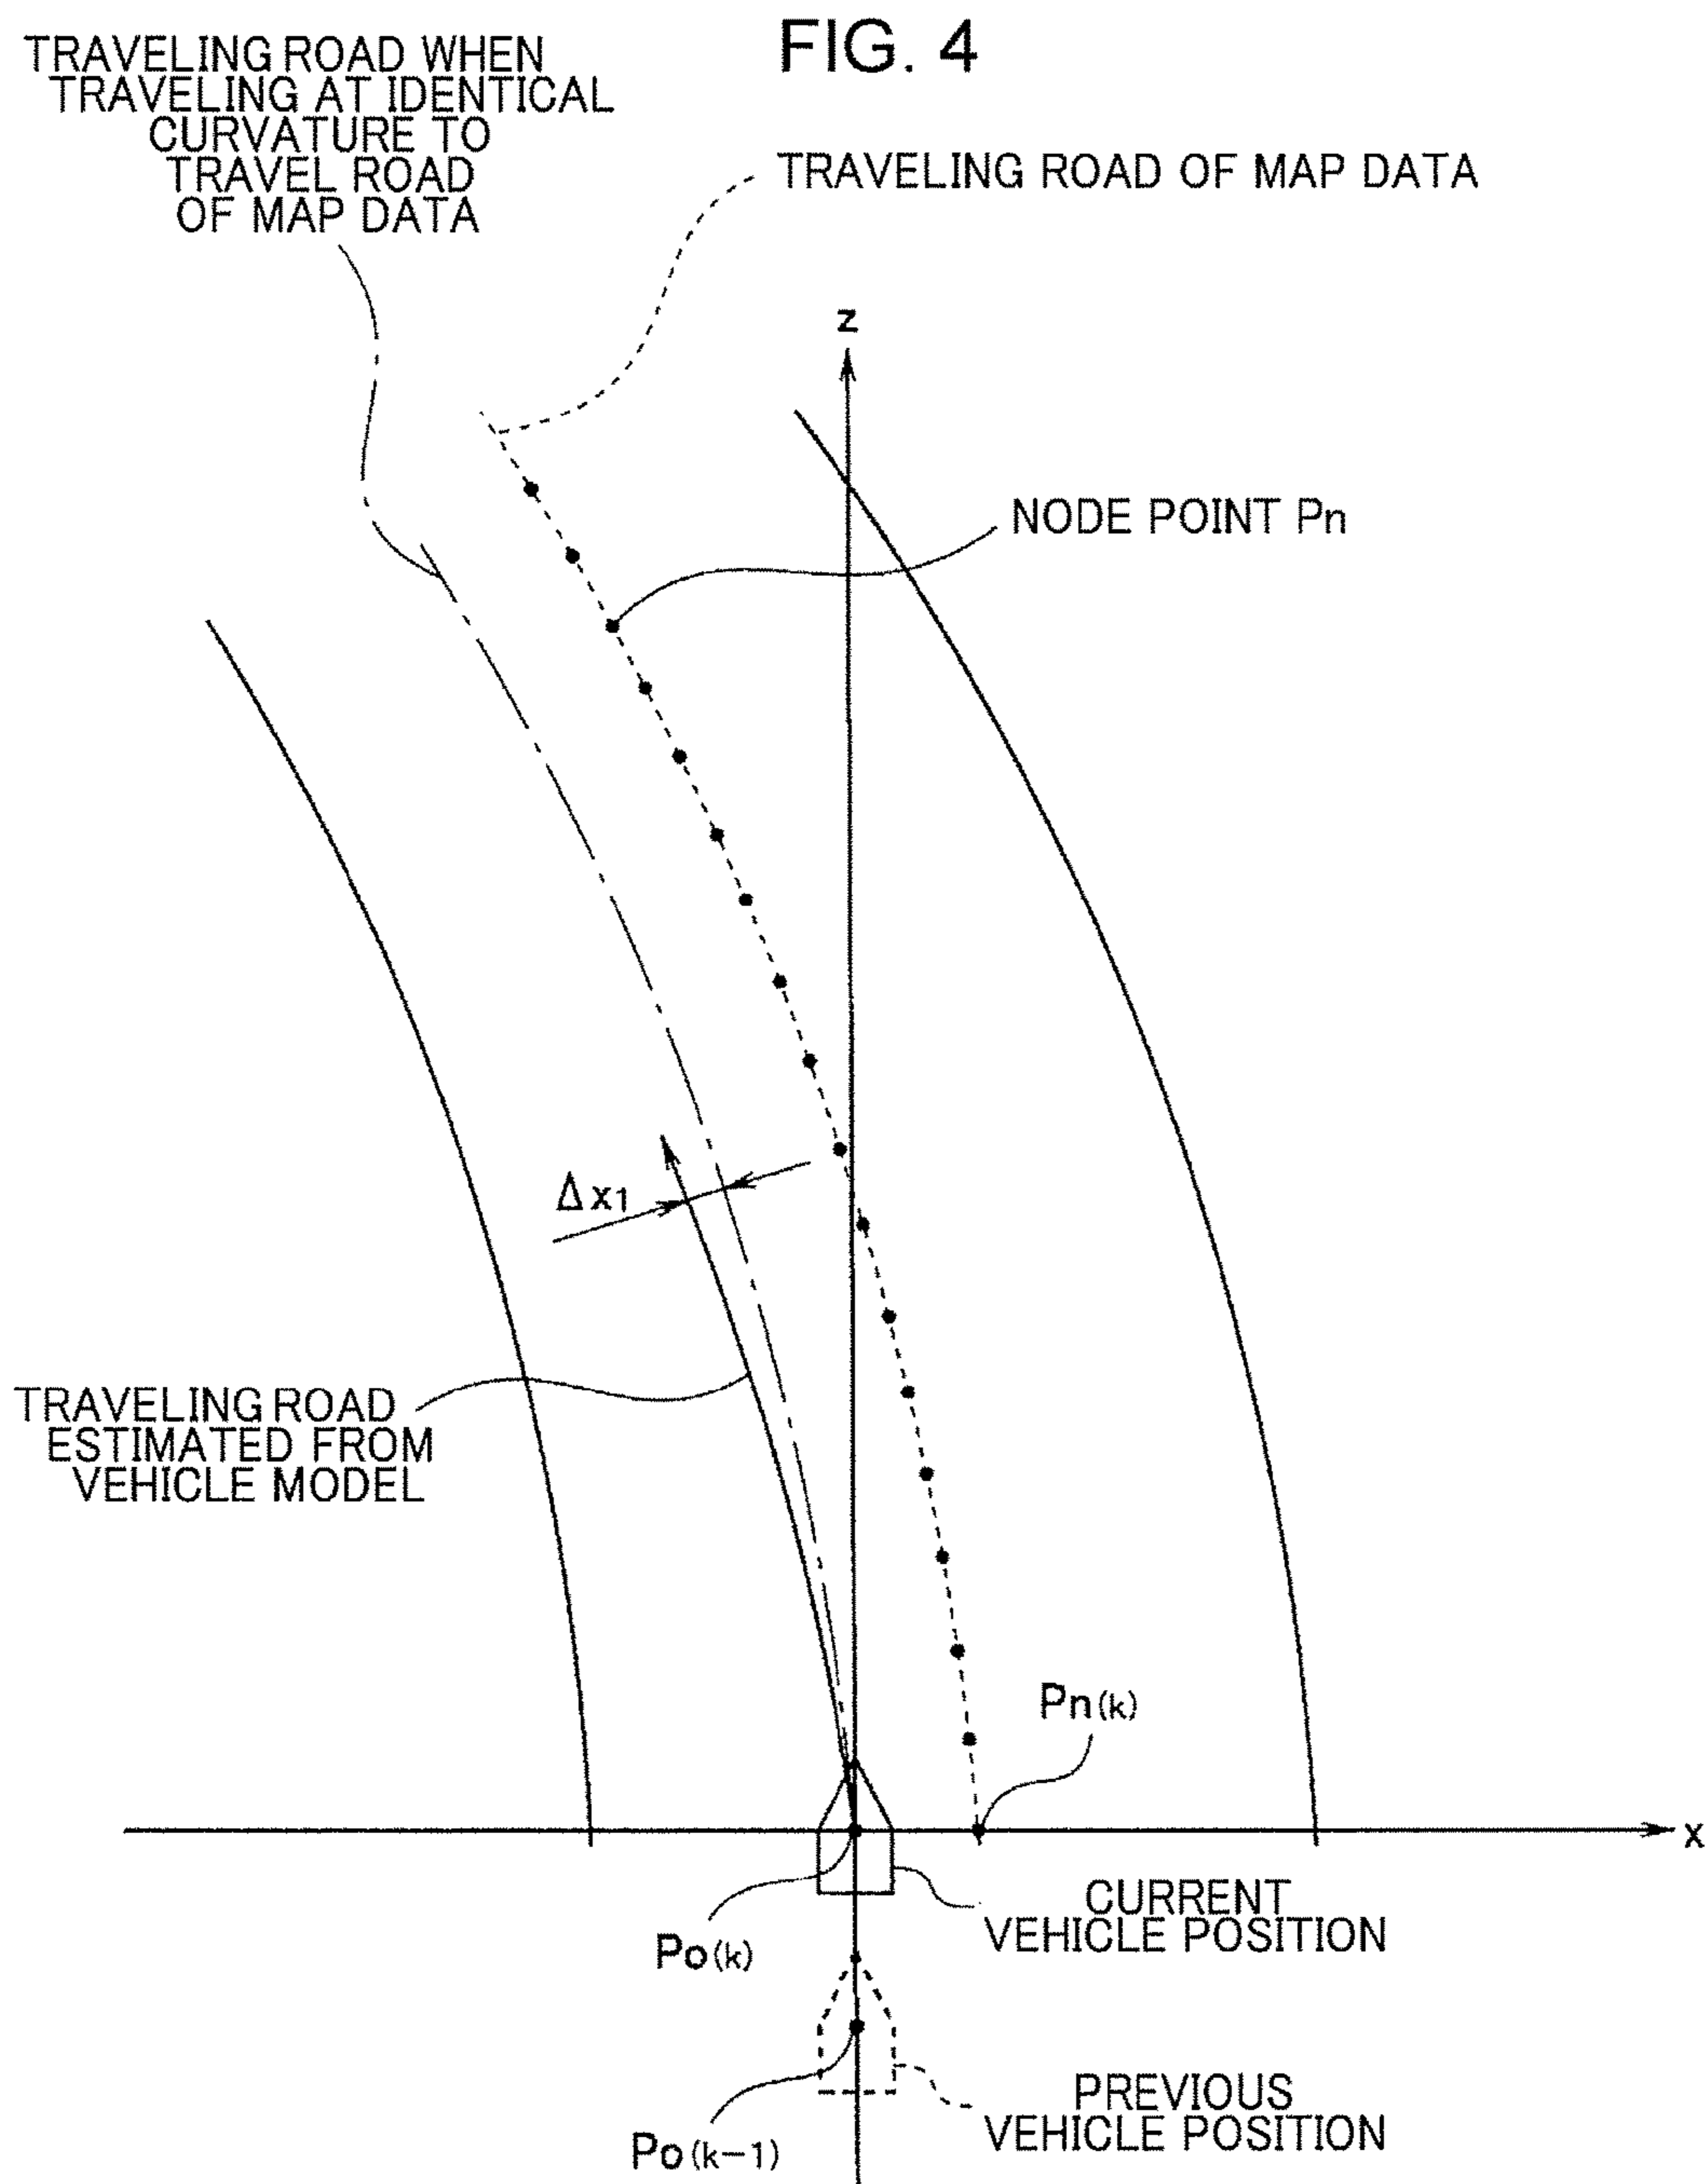 FIG. 4
TRAVELING ROAD WHEN
TRAVELING AT IDENTICAL
CURVATURE TO
TRAVEL ROAD
OF MAP DATA
TRAVELING ROAD OF MAP DATA
z
NODE POINT Pn
Δx1
TRAVELING ROAD
ESTIMATED FROM
VEHICLE MODEL
Pn(k)
x
CURRENT
VEHICLE POSITION
Po(k)
PREVIOUS
VEHICLE POSITION
Po(k-1)